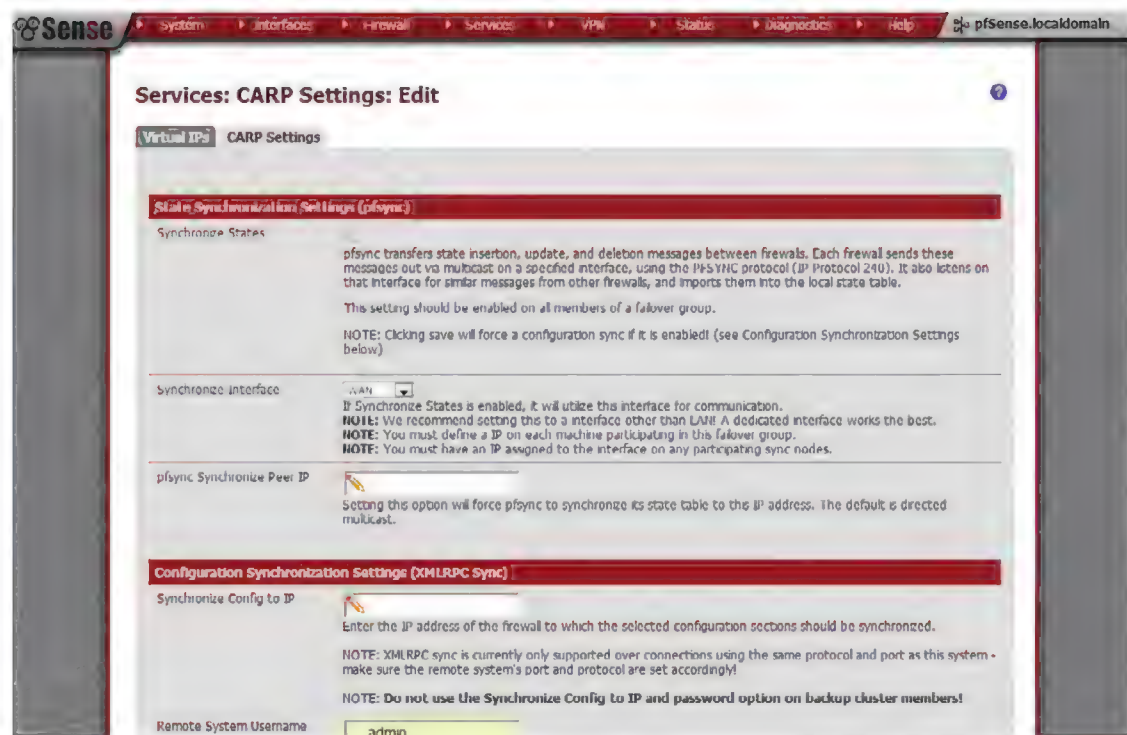 Sense
System Interfaces Firewall Services VPN Status Diagnostics Help pfSense.localdomain
Services: CARP Settings: Edit
Virtual IPs CARP Settings
State Synchronization Settings (pfsync)
Synchronize States
pfsync transfers state insertion, update, and deletion messages between firewalls. Each firewall sends these
messages out via multicast on a specified interface, using the PFSYNC protocol (IP Protocol 240). It also listens on
that interface for similar messages from other firewalls, and imports them into the local state table.
This setting should be enabled on all members of a failover group.
NOTE: Clicking save will force a configuration sync if it is enabled! (see Configuration Synchronization Settings
below)
Synchronize Interface WAN
If Synchronize States is enabled, it will utilize this interface for communication.
NOTE: We recommend setting this to a interface other than LAN! A dedicated interface works the best.
NOTE: You must define a IP on each machine participating in this failover group.
NOTE: You must have an IP assigned to the interface on any participating sync nodes.
pfsync Synchronize Peer IP
Setting this option will force pfsync to synchronize its state table to this IP address. The default is directed
multicast.
Configuration Synchronization Settings (XMLRPC Sync)
Synchronize Config to IP
Enter the IP address of the firewall to which the selected configuration sections should be synchronized.
NOTE: XMLRPC sync is currently only supported over connections using the same protocol and port as this system -
make sure the remote system's port and protocol are set accordingly!
NOTE: Do not use the Synchronize Config to IP and password option on backup cluster members!
Remote System Username admin